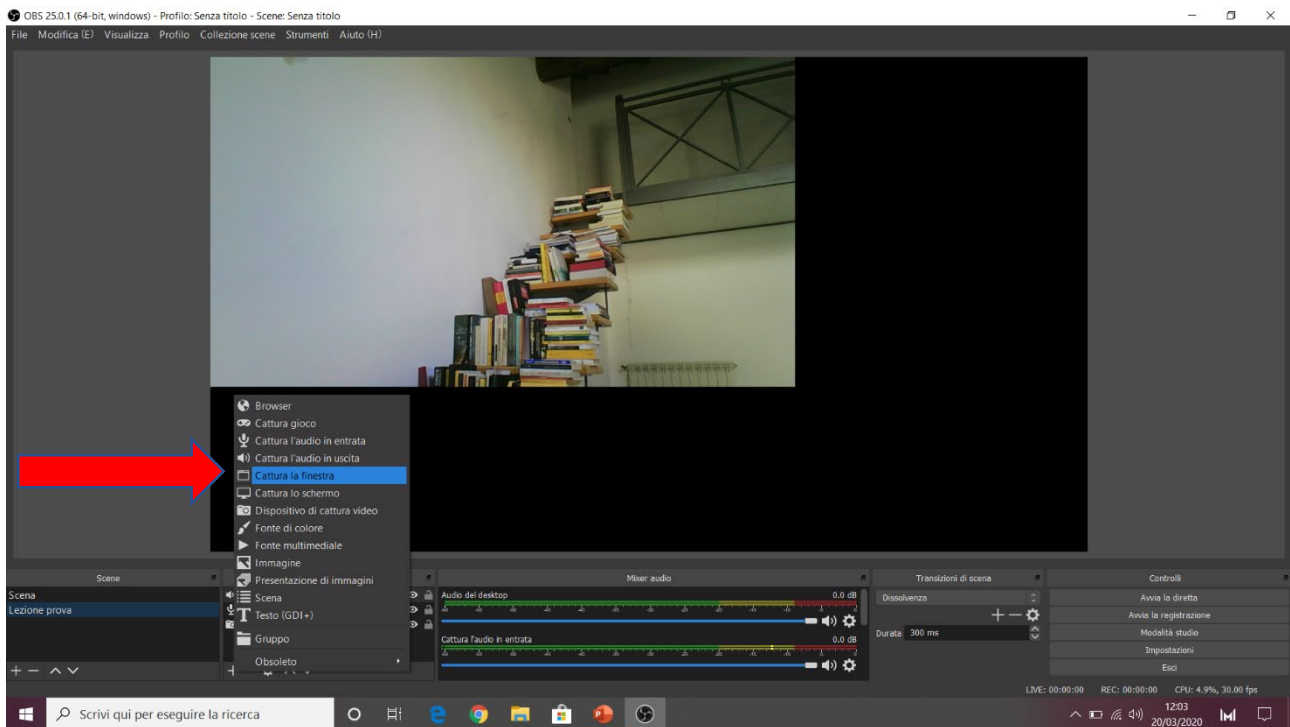 OBS 25.0.1 (64-bit, windows) - Profilo: Senza titolo - Scene: Senza titolo
File Modifica (E) Visualizza Profilo Collezione scene Strumenti Aiuto (H)
Browser
Cattura gioco
Cattura l'audio in entrata
Cattura l'audio in uscita
Cattura la finestra
Cattura lo schermo
Dispositivo di cattura video
Fonte di colore
Fonte multimediale
Immagine
Presentazione di immagini
Scena
Testo (GDI+)
Gruppo
Obsoleto
Scene
Scena
Lezione prova
Mixer audio
Audio del desktop 0.0 dB
Cattura l'audio in entrata 0.0 dB
Transizioni di scena
Dissolvenza
Durata 300 ms
Controlli
Avvia la diretta
Avvia la registrazione
Modalità studio
Impostazioni
Esci
LIVE: 00:00:00 REC: 00:00:00 CPU: 4.9%, 30.00 fps
Scrivi qui per eseguire la ricerca
12:03
20/03/2020